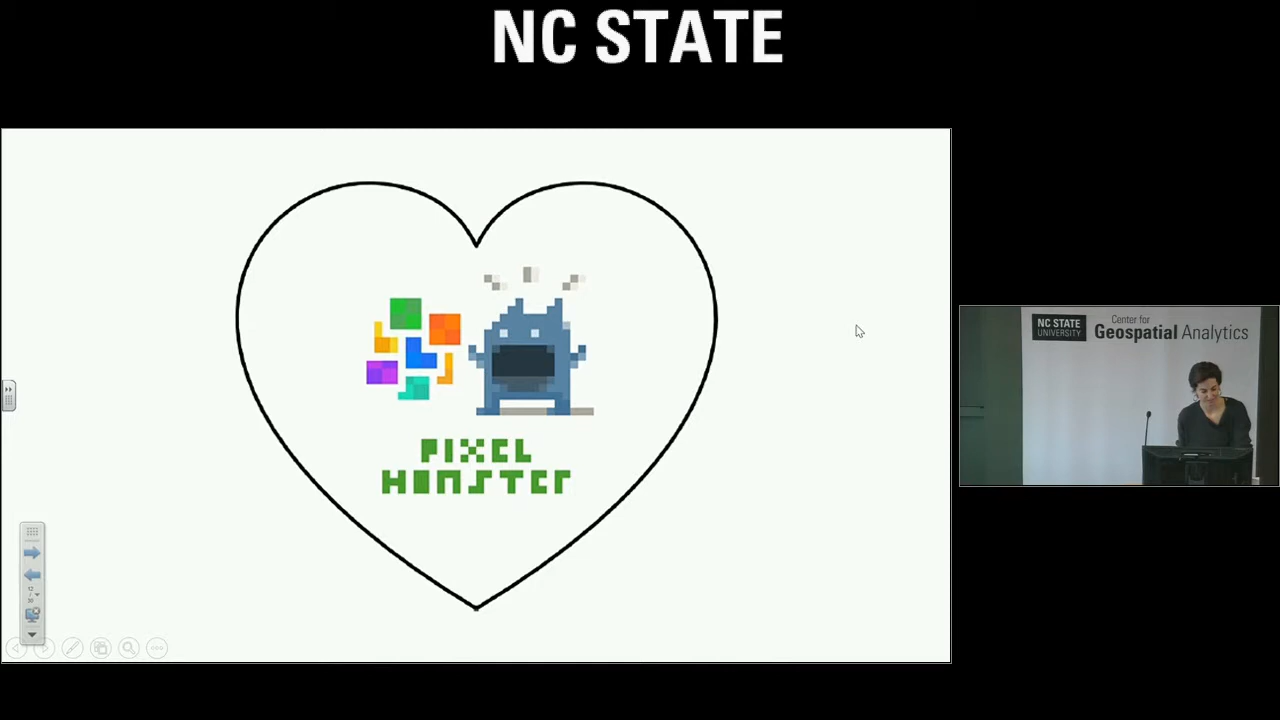 NC STATE
PIXEL
MONSTER
NC STATE
UNIVERSITY
Center for
Geospatial Analytics